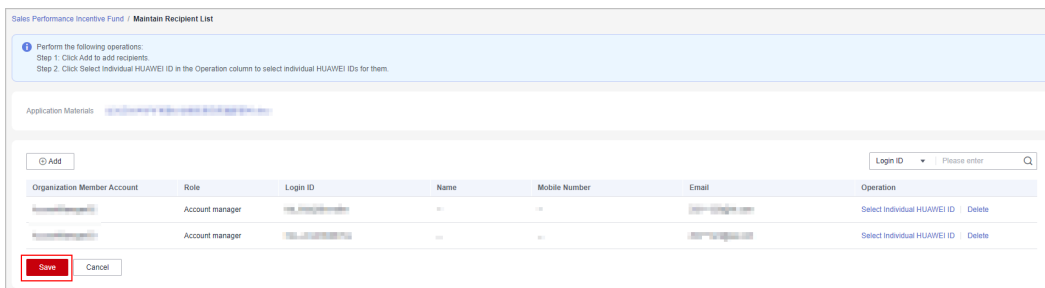 Sales Performance Incentive Fund / Maintain Recipient List
Perform the following operations:
Step 1: Click Add to add recipients.
Step 2. Click Select Individual HUAWEI ID in the Operation column to select individual HUAWEI IDs for them.
Application Materials
Add
Login ID Please enter
Organization Member Account Role Login ID Name Mobile Number Email Operation
Account manager Select Individual HUAWEI ID Delete
Account manager Select Individual HUAWEI ID Delete
Save Cancel